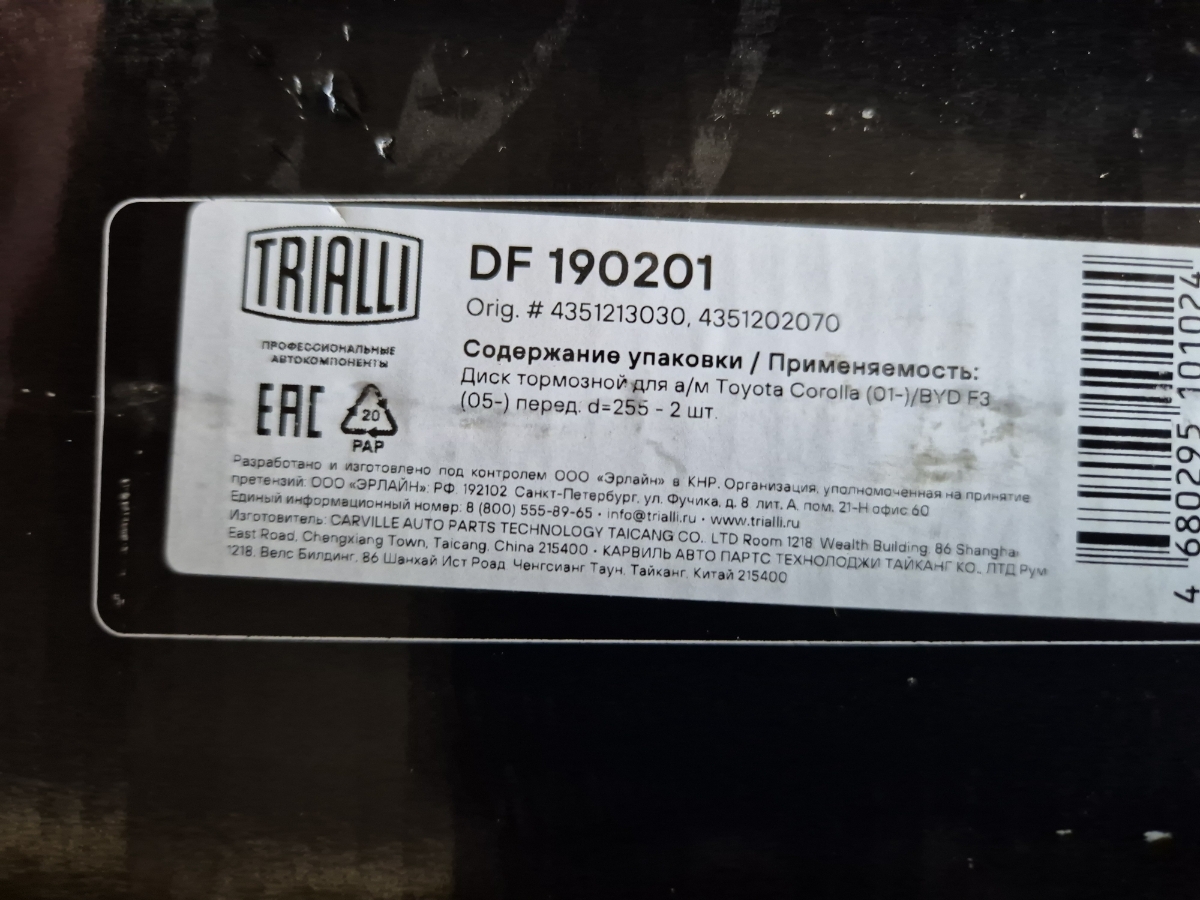 TRIALLI
ПРОФЕССИОНАЛЬНЫЕ
АВТОКОМПОНЕНТЫ
EAC
20
PAP
DF 190201
Orig. # 4351213030, 4351202070
Содержание упаковки / Применяемость:
Диск тормозной для а/м Toyota Corolla (01-)/BYD F3
(05-) перед. d=255 - 2 шт.
Разработано и изготовлено под контролем ООО «Эрлайн» в КНР. Организация, уполномоченная на принятие
претензий: ООО «ЭРЛАЙН»: РФ, 192102 Санкт-Петербург, ул. Фучика, д. 8 лит. А, пом. 21-Н офис 60
Единый информационный номер: 8 (800) 555-89-65 • info@trialli.ru • www.trialli.ru
Изготовитель: CARVILLE AUTO PARTS TECHNOLOGY TAICANG CO., LTD Room 1218, Wealth Building, 86 Shanghai
East Road, Chengxiang Town, Taicang, China 215400 • КАРВИЛЬ АВТО ПАРТС ТЕХНОЛОДЖИ ТАЙКАНГ КО., ЛТД Рум
1218, Велс Билдинг, 86 Шанхай Ист Роад, Ченгсианг Таун, Тайканг, Китай 215400
4 680295 101024